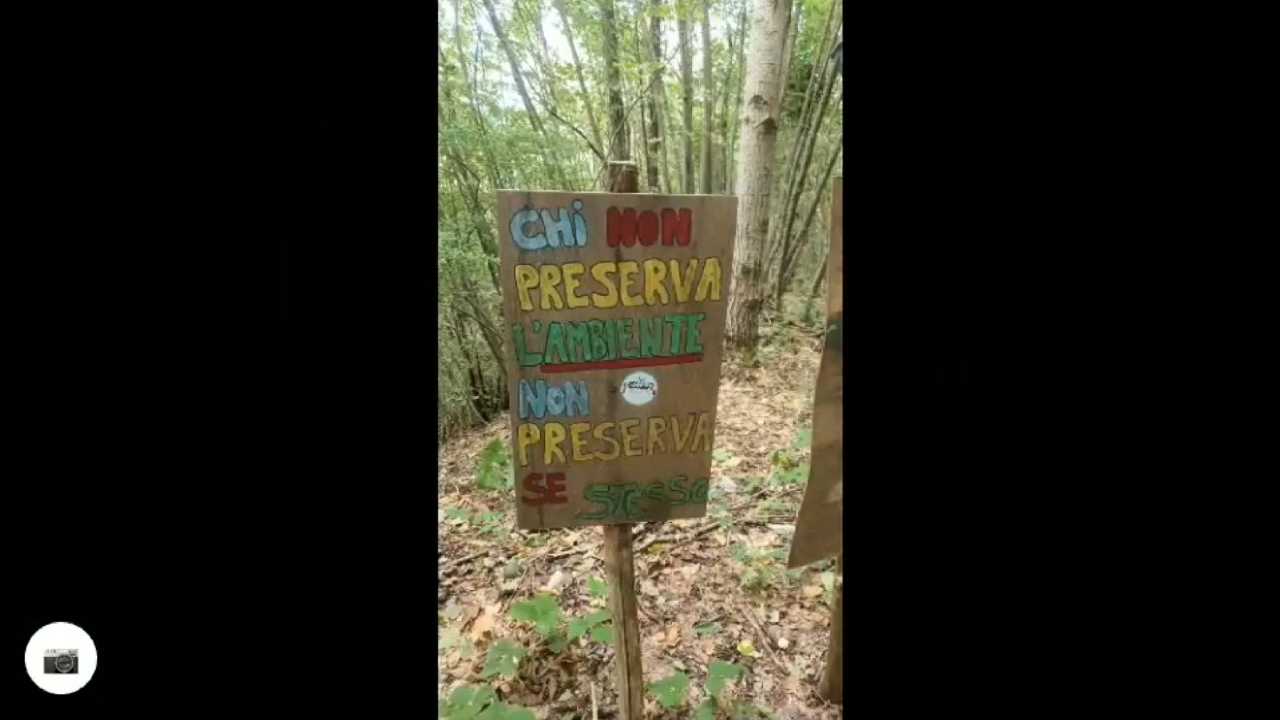 CHi NON
PRESERVA
L'AMBIENTE
NON
PRESERVA
SE STESSO